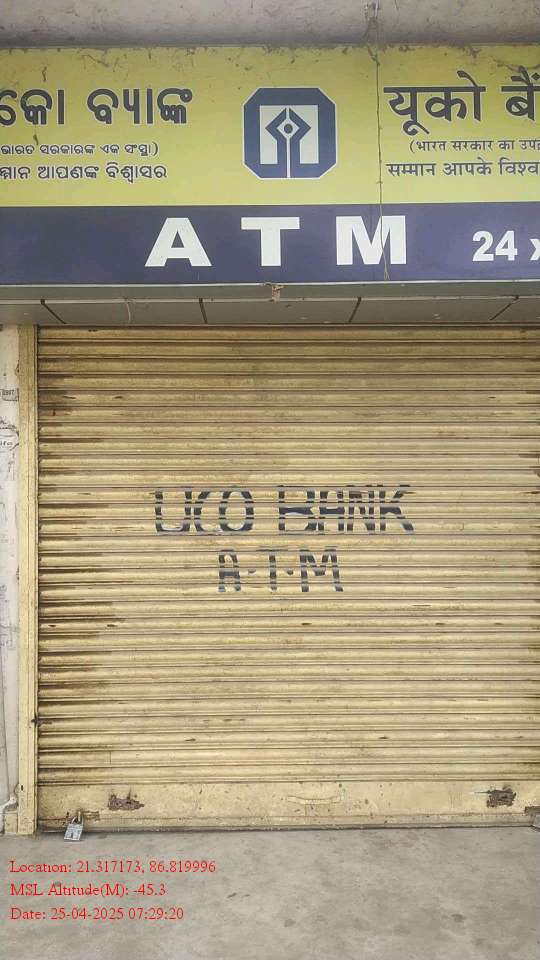 ୟୁକୋ ବ୍ୟାଙ୍କ
ଭାରତ ସରକାରଙ୍କ ଏକ ସଂସ୍ଥା)
ଆପଣଙ୍କ ବିଶ୍ୱାସର
यूको बैं
(भारत सरकार का उप
सम्मान आपके विश्व
ATM
24 x
UCO BANK
A.T.M
Location: 21.317173, 86.819996
MSL Altitude(M): -45.3
Date: 25-04-2025 07:29:20